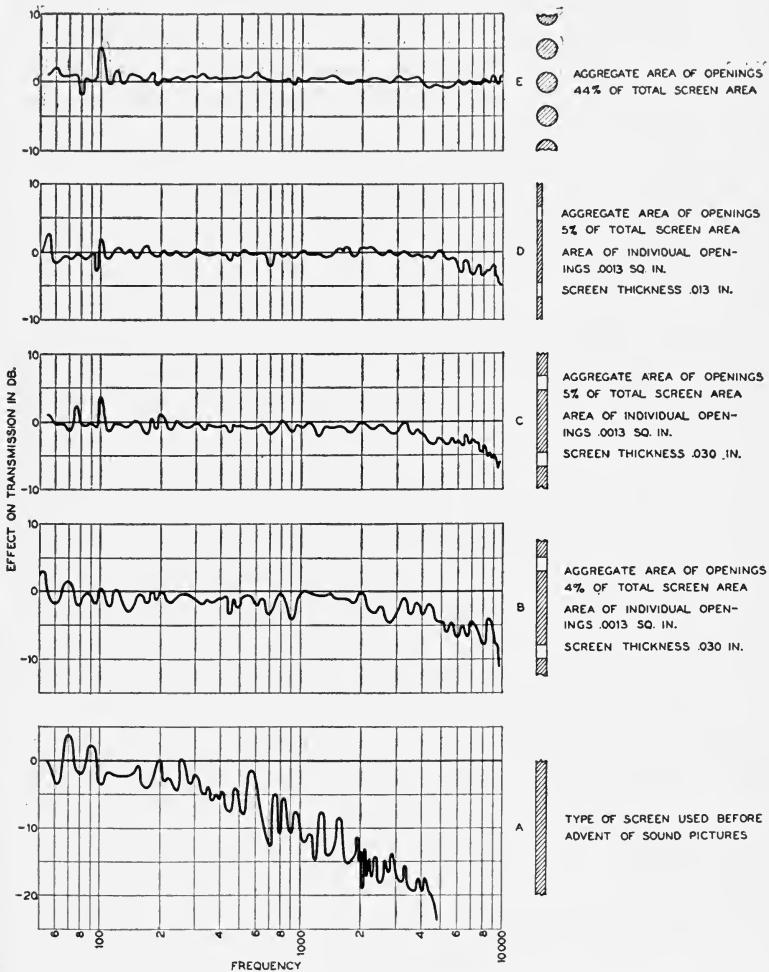 EFFECT ON TRANSMISSION IN DB.
10
0
-10
E
AGGREGATE AREA OF OPENINGS
44% OF TOTAL SCREEN AREA
10
0
-10
D
AGGREGATE AREA OF OPENINGS
5% OF TOTAL SCREEN AREA
AREA OF INDIVIDUAL OPEN-
INGS .0013 SQ. IN.
SCREEN THICKNESS .013 IN.
10
0
-10
C
AGGREGATE AREA OF OPENINGS
5% OF TOTAL SCREEN AREA
AREA OF INDIVIDUAL OPEN-
INGS .0013 SQ. IN.
SCREEN THICKNESS .030 IN.
10
0
-10
B
AGGREGATE AREA OF OPENINGS
4% OF TOTAL SCREEN AREA
AREA OF INDIVIDUAL OPEN-
INGS .0013 SQ. IN.
SCREEN THICKNESS .030 IN.
0
-10
-20
A
TYPE OF SCREEN USED BEFORE
ADVENT OF SOUND PICTURES
6 8 100 2 4 6 8 1000 2 4 6 8 10000
FREQUENCY